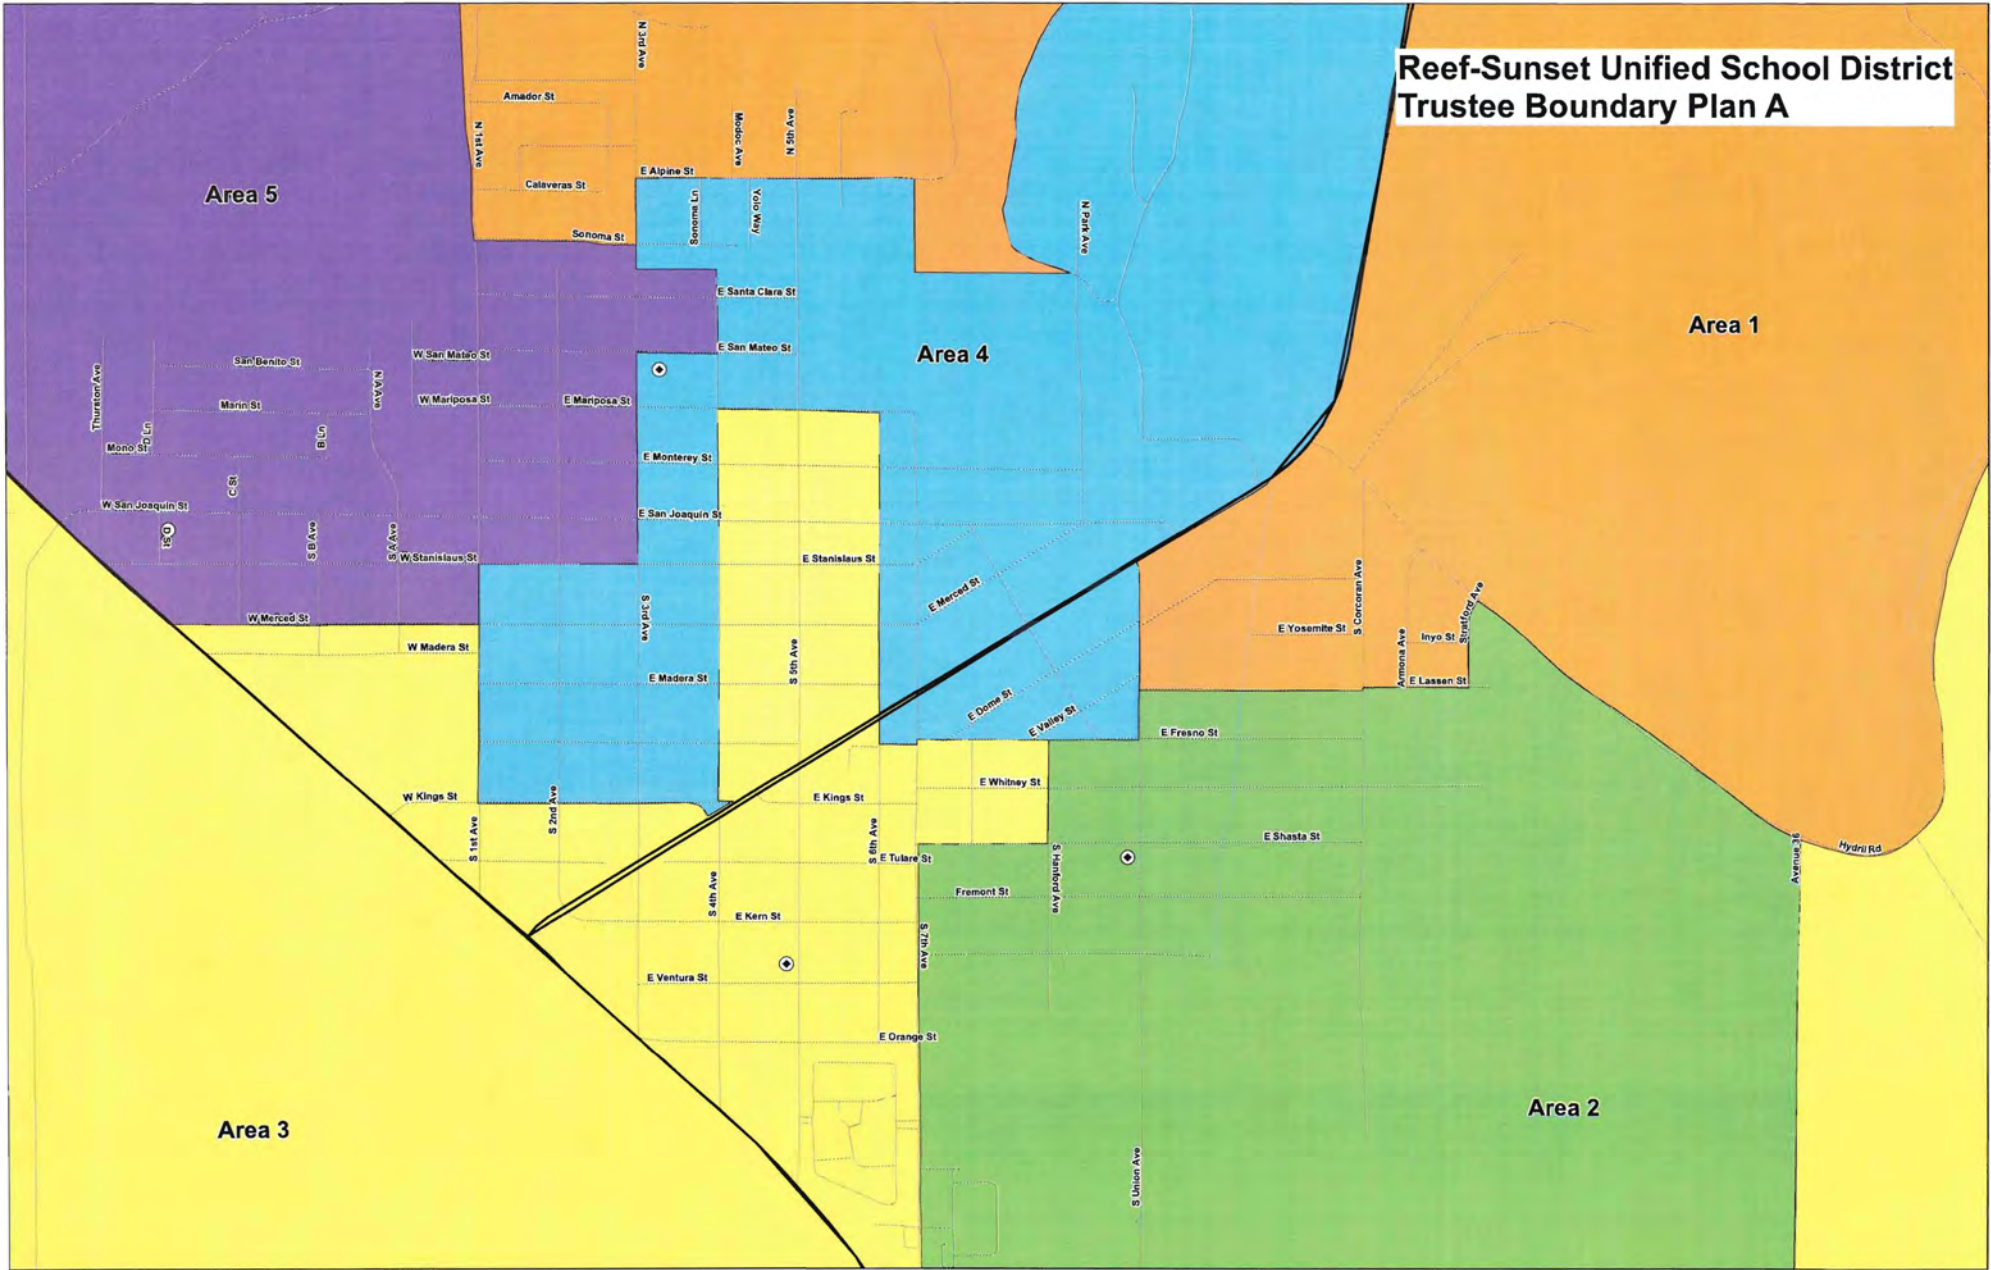 Reef-Sunset Unified School District
Trustee Boundary Plan A
N 3rd Ave
Amador St
N 1st Ave
Modoc Ave
N 5th Ave
E Alpine St
Calaveras St
Area 5
Sonoma Ln
Yolo Way
N Park Ave
Sonoma St
E Santa Clara St
Area 1
E San Mateo St
Area 4
San Benito St
W San Mateo St
Thurston Ave
N A Ave
Marin St
W Mariposa St
E Mariposa St
D Ln
B Ln
Mono St
E Monterey St
C St
W San Joaquin St
E San Joaquin St
D St
S B Ave
S A Ave
W Stanislaus St
E Stanislaus St
E Merced St
S Corcoran Ave
Stratford Ave
W Merced St
S 3rd Ave
E Yosemite St
Inyo St
W Madera St
S 5th Ave
Armona Ave
E Madera St
E Lassen St
E Dome St
E Valley St
E Fresno St
E Whitney St
W Kings St
S 2nd Ave
E Kings St
S 1st Ave
S 6th Ave
E Shasta St
Avenue 36
Hydril Rd
E Tulare St
S Hanford Ave
S 4th Ave
Fremont St
E Kern St
S 7th Ave
E Ventura St
E Orange St
Area 3
Area 2
S Union Ave